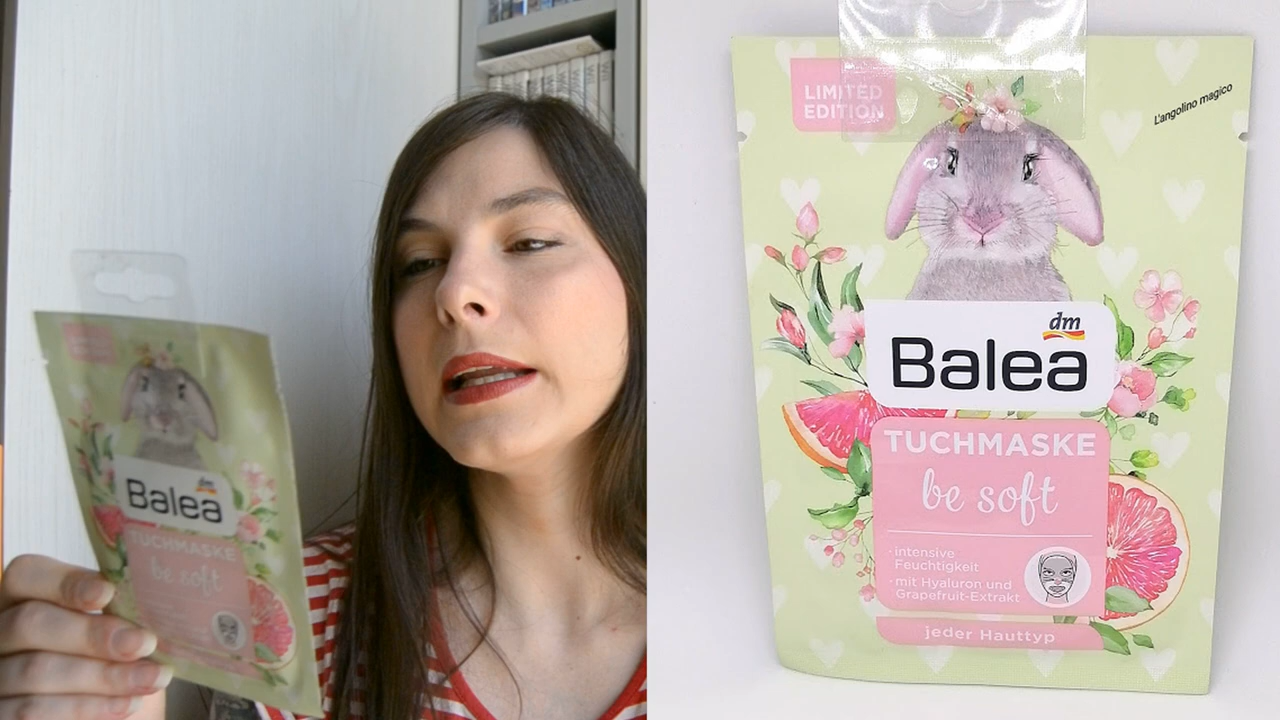 dm
Balea
TUCHMASKE
be soft
LIMITED
EDITION
L'angolino magico
dm
Balea
TUCHMASKE
be soft
· intensive
Feuchtigkeit
· mit Hyaluron und
Grapefruit-Extrakt
jeder Hauttyp